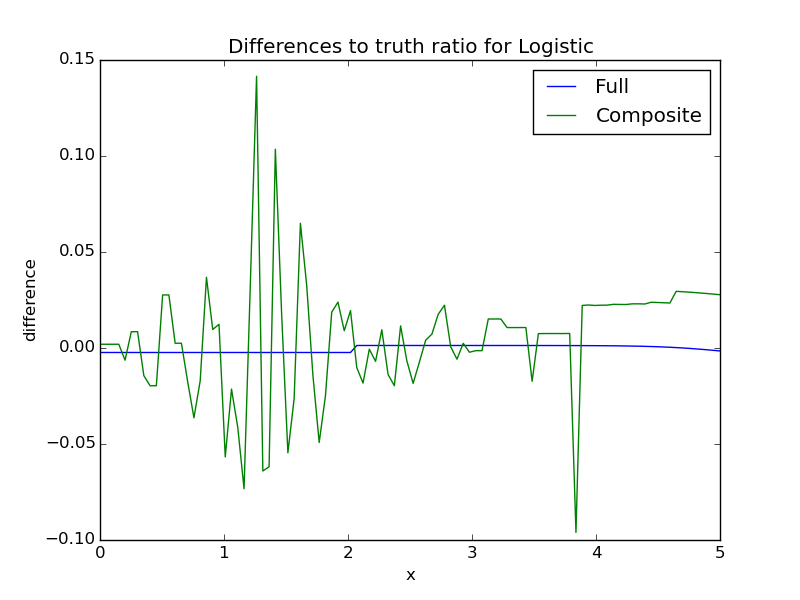 Differences to truth ratio for Logistic
Full
Composite
0.15
0.10
0.05
0.00
−0.05
−0.10
difference
0 1 2 3 4 5
x